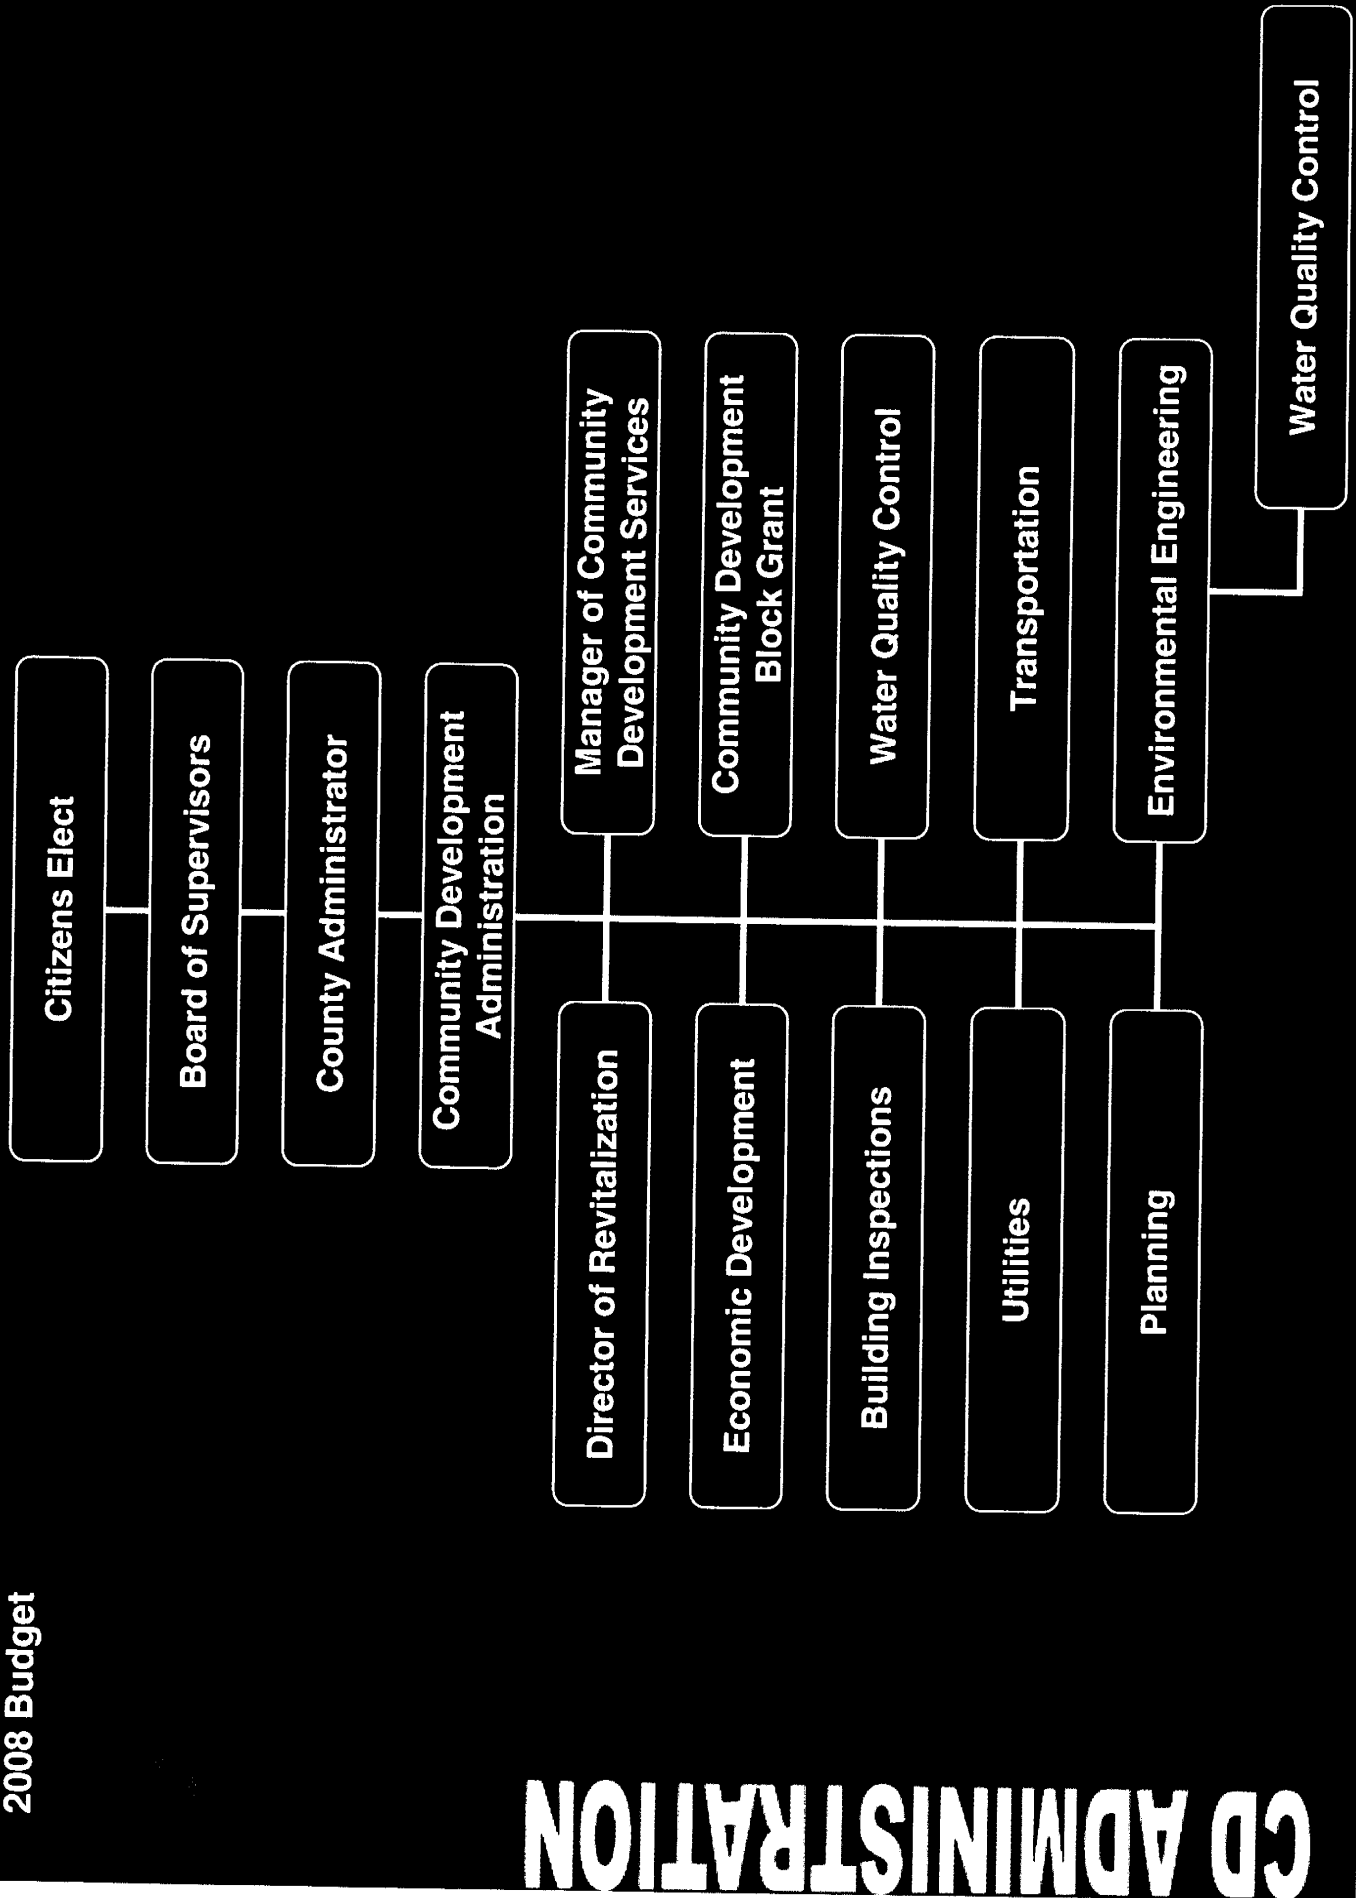 2008 Budget
CD ADMINISTRATION
Citizens Elect
Board of Supervisors
County Administrator
Community Development
Administration
Director of Revitalization
Manager of Community
Development Services
Economic Development
Community Development
Block Grant
Building Inspections
Water Quality Control
Utilities
Transportation
Planning
Environmental Engineering
Water Quality Control